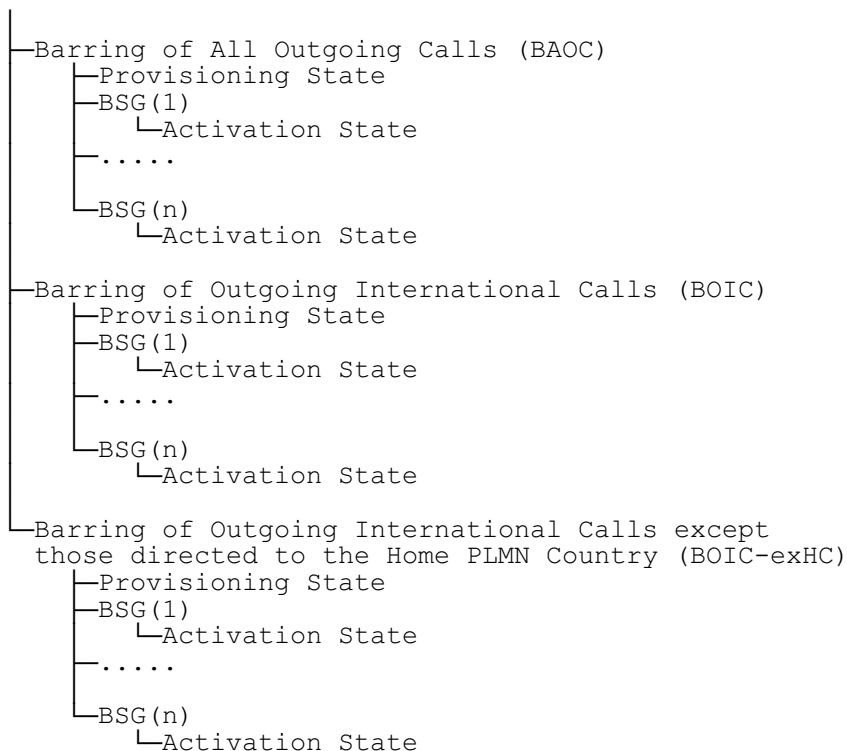 Barring of All Outgoing Calls (BAOC)
Provisioning State
BSG(1)
Activation State
.....
BSG(n)
Activation State
Barring of Outgoing International Calls (BOIC)
Provisioning State
BSG(1)
Activation State
.....
BSG(n)
Activation State
Barring of Outgoing International Calls except
those directed to the Home PLMN Country (BOIC-exHC)
Provisioning State
BSG(1)
Activation State
.....
BSG(n)
Activation State